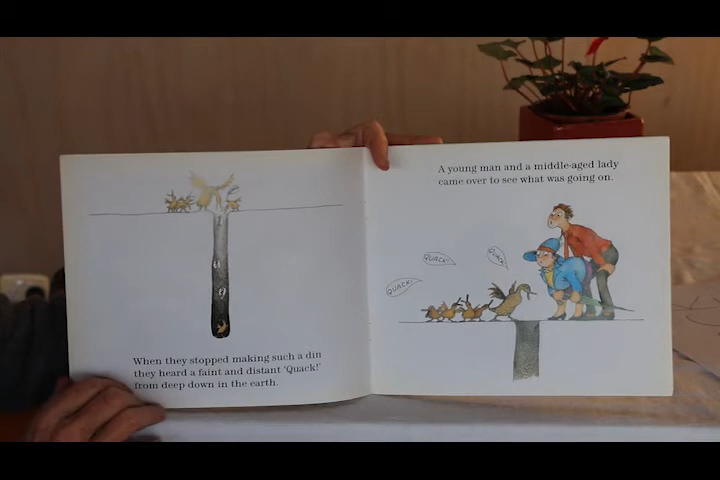 When they stopped making such a din
they heard a faint and distant 'Quack!'
from deep down in the earth.
A young man and a middle-aged lady
came over to see what was going on.
QUACK!
QUACK!
QUACK!